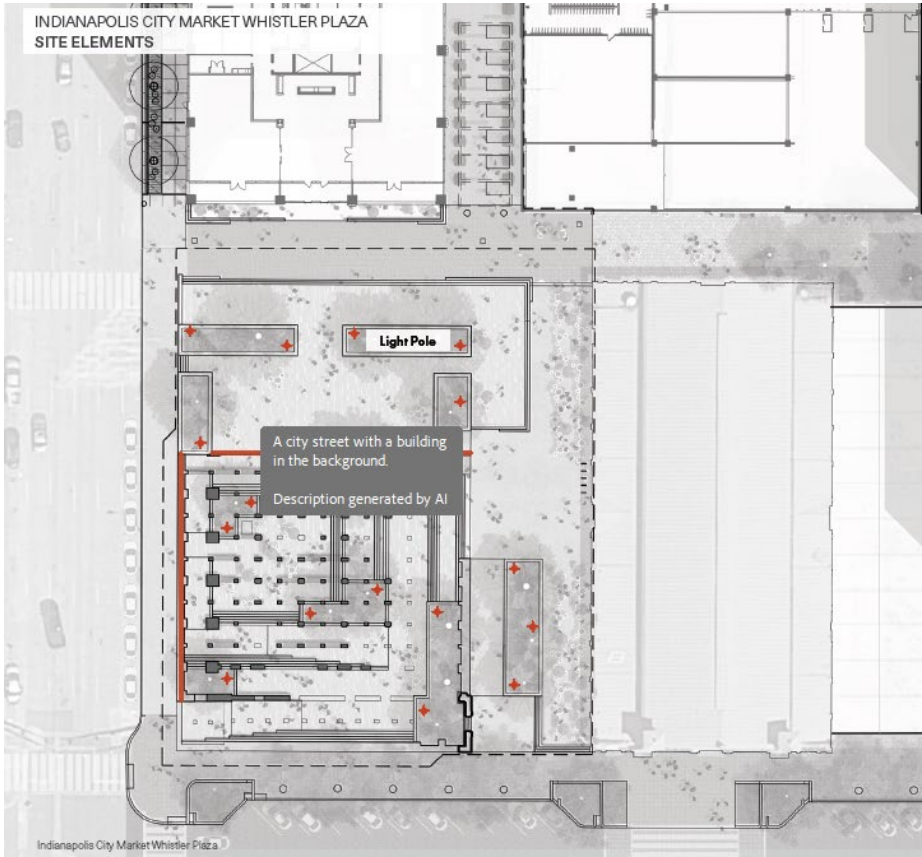 INDIANAPOLIS CITY MARKET WHISTLER PLAZA
SITE ELEMENTS
Light Pole
A city street with a building
in the background.
Description generated by AI
Indianapolis City Market Whistler Plaza